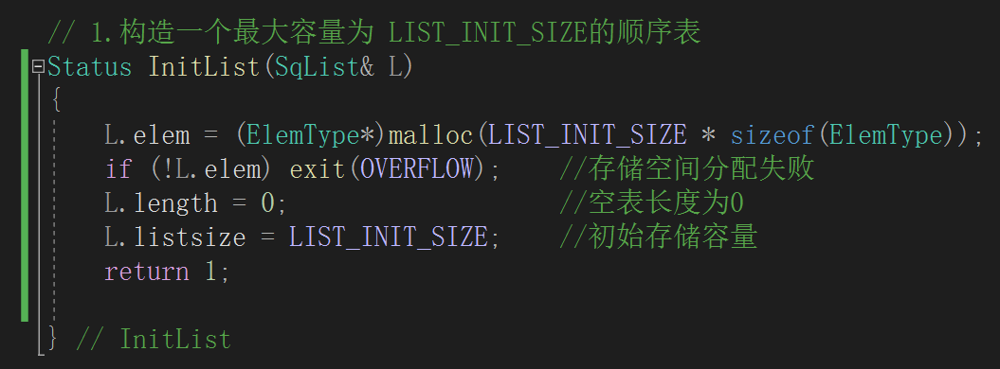 // 1.构造一个最大容量为 LIST_INIT_SIZE的顺序表
Status InitList(SqList& L)
{
L.elem = (ElemType*)malloc(LIST_INIT_SIZE * sizeof(ElemType));
if (!L.elem) exit(OVERFLOW); //存储空间分配失败
L.length = 0; //空表长度为0
L.listsize = LIST_INIT_SIZE; //初始存储容量
return 1;
} // InitList